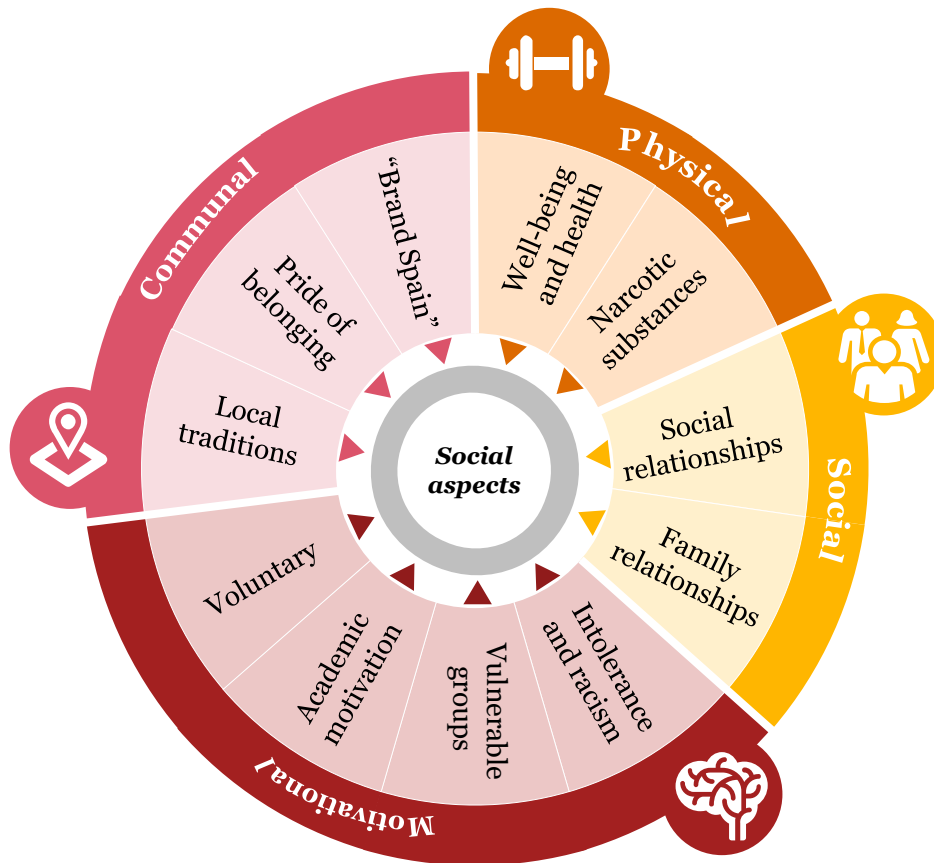 Social
aspects
Physical
Well-being
and health
Narcotic
substances
Social
Social
relationships
Family
relationships
Motivational
Intolerance
and racism
Vulnerable
groups
Academic
motivation
Voluntary
Communal
Local
traditions
Pride of
belonging
“Brand Spain”